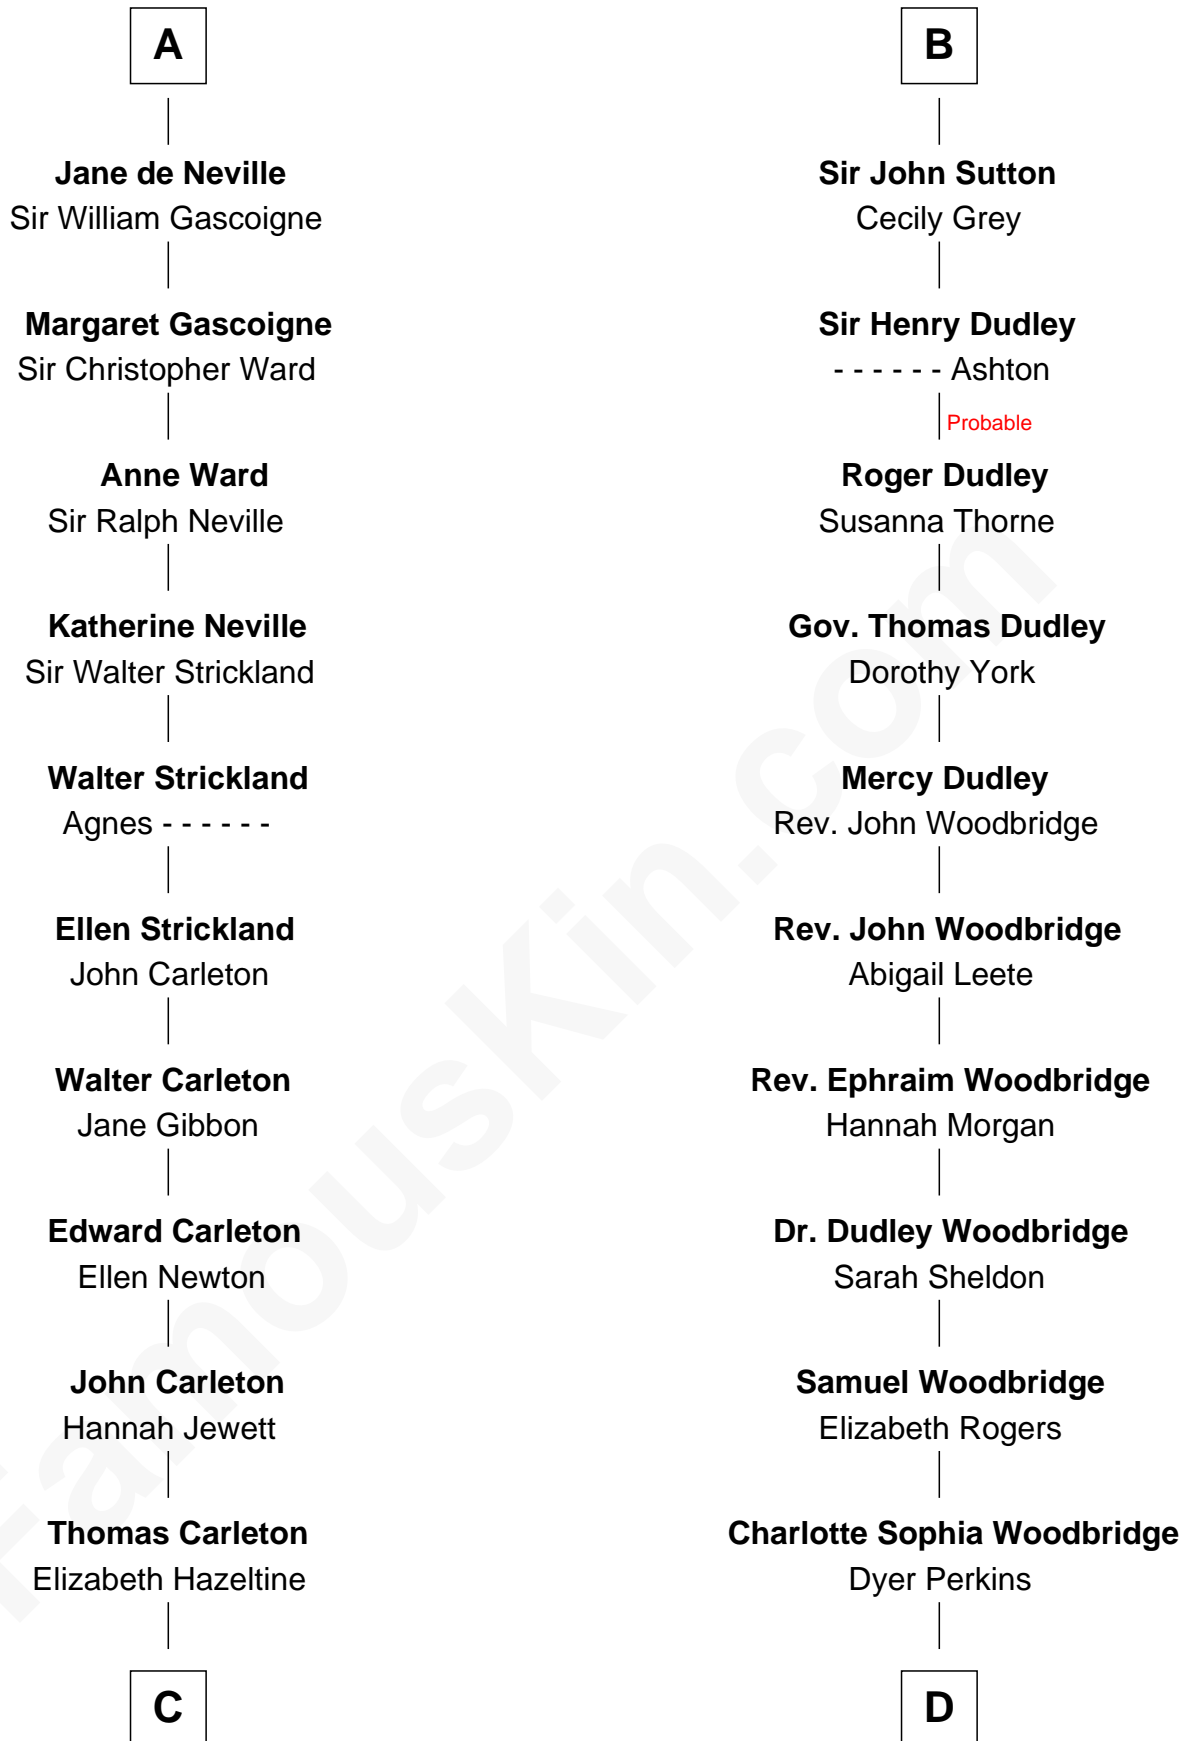 A
Jane de Neville
Sir William Gascoigne
Margaret Gascoigne
Sir Christopher Ward
Anne Ward
Sir Ralph Neville
Katherine Neville
Sir Walter Strickland
Walter Strickland
Agnes - - - - - -
Ellen Strickland
John Carleton
Walter Carleton
Jane Gibbon
Edward Carleton
Ellen Newton
John Carleton
Hannah Jewett
Thomas Carleton
Elizabeth Hazeltine
C
B
Sir John Sutton
Cecily Grey
Sir Henry Dudley
- - - - - - Ashton
Probable
Roger Dudley
Susanna Thorne
Gov. Thomas Dudley
Dorothy York
Mercy Dudley
Rev. John Woodbridge
Rev. John Woodbridge
Abigail Leete
Rev. Ephraim Woodbridge
Hannah Morgan
Dr. Dudley Woodbridge
Sarah Sheldon
Samuel Woodbridge
Elizabeth Rogers
Charlotte Sophia Woodbridge
Dyer Perkins
D
FamousKin.com